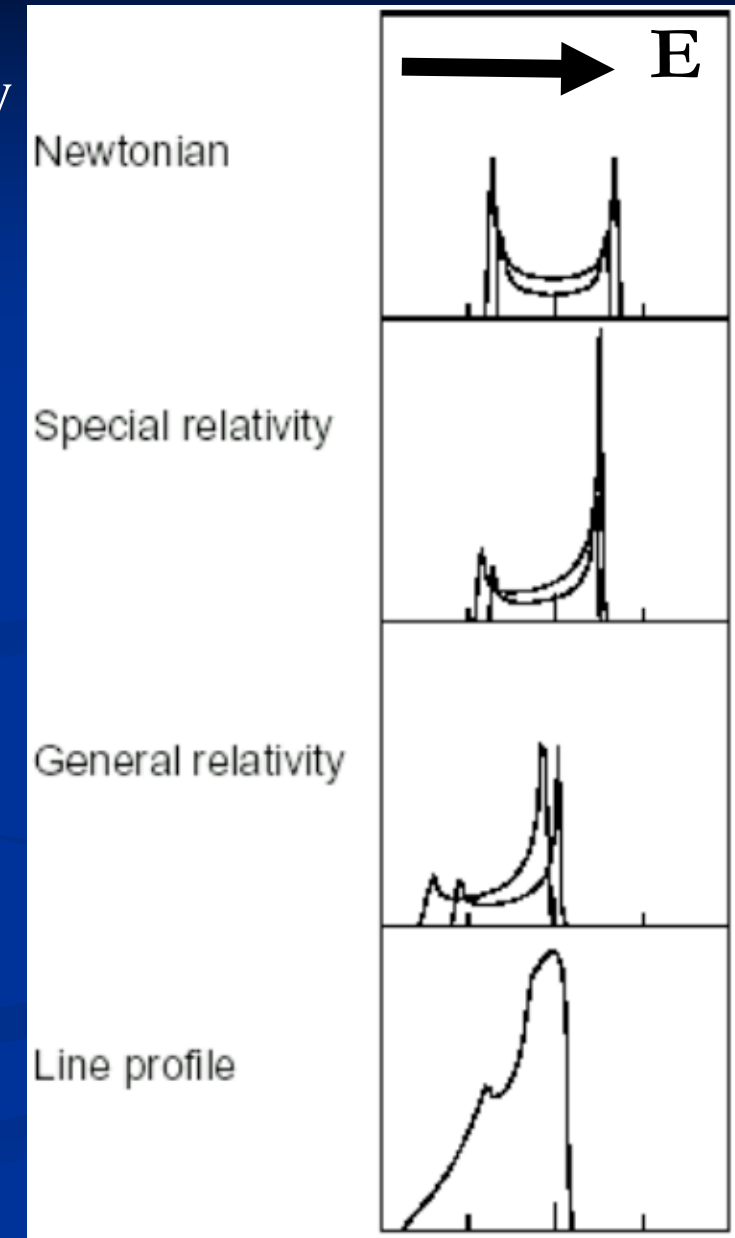 E
Newtonian
Special relativity
General relativity
Line profile